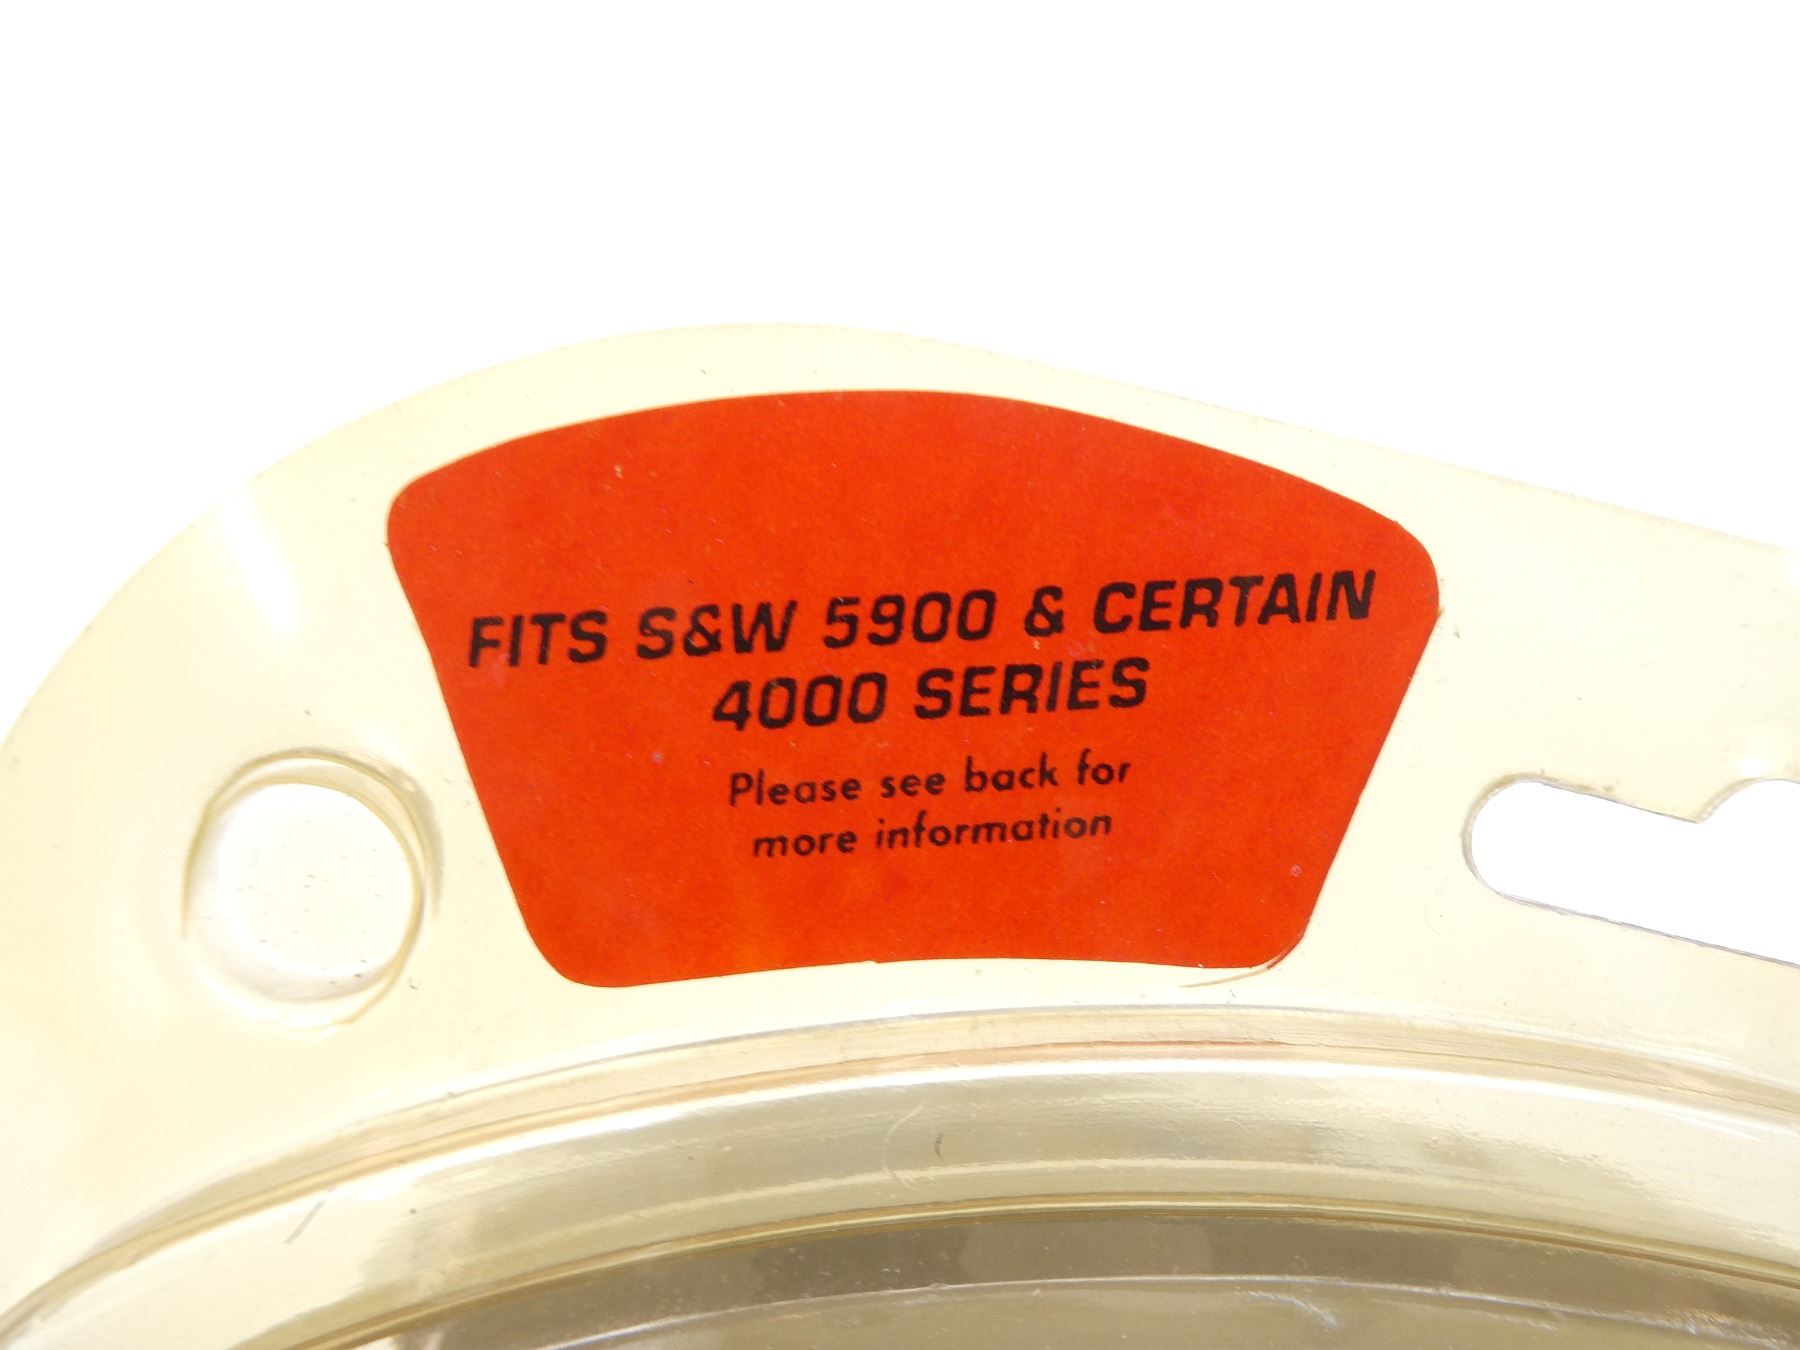 FITS S&W 5900 & CERTAIN
4000 SERIES
Please see back for
more information